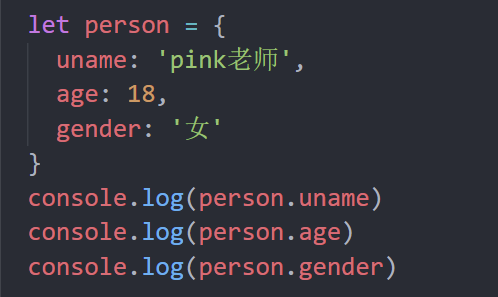 let person = {
  uname: 'pink老师',
  age: 18,
  gender: '女'
}
console.log(person.uname)
console.log(person.age)
console.log(person.gender)